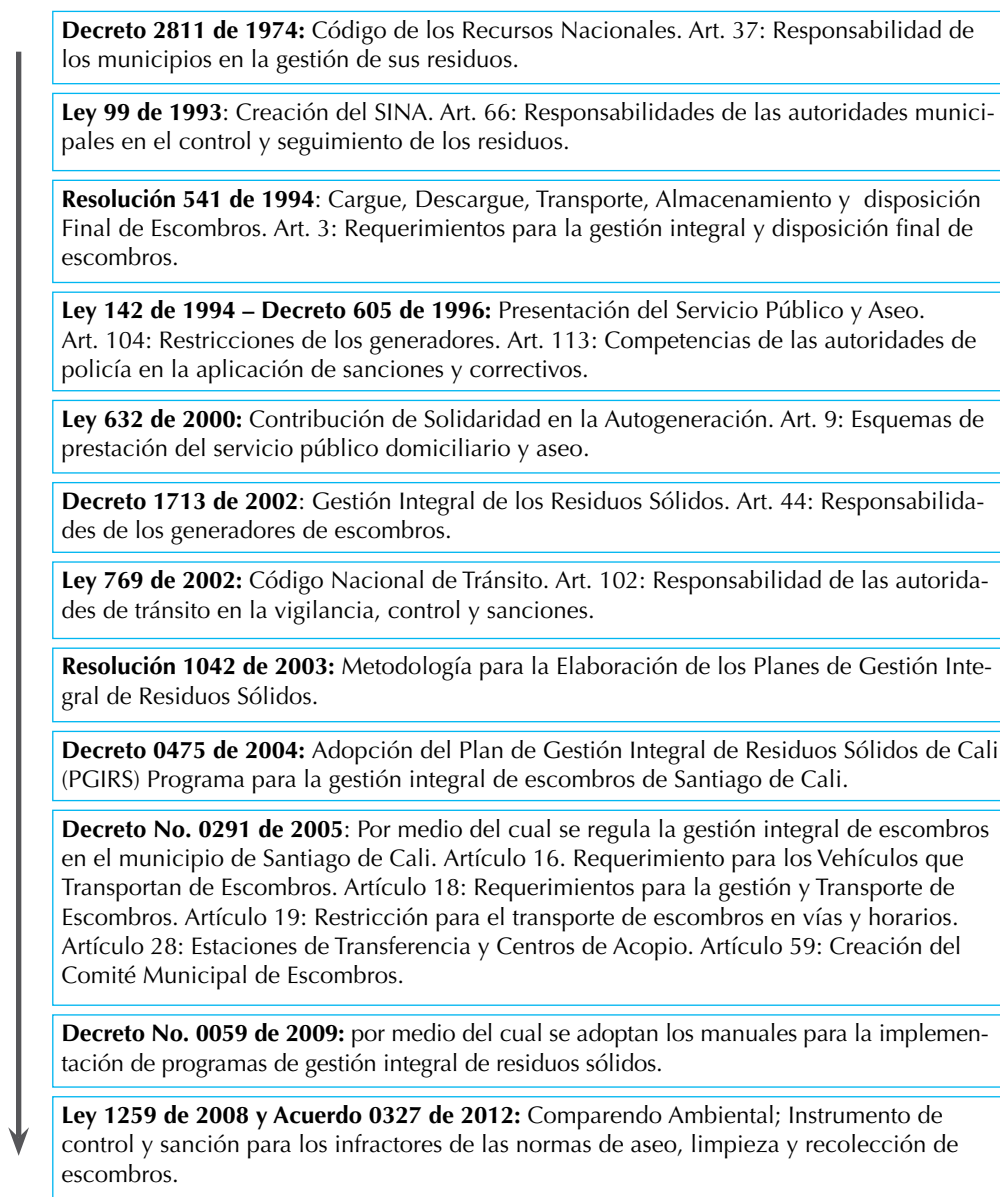 Decreto 2811 de 1974: Código de los Recursos Nacionales. Art. 37: Responsabilidad de
los municipios en la gestión de sus residuos.
Ley 99 de 1993: Creación del SINA. Art. 66: Responsabilidades de las autoridades munici-
pales en el control y seguimiento de los residuos.
Resolución 541 de 1994: Cargue, Descargue, Transporte, Almacenamiento y disposición
Final de Escombros. Art. 3: Requerimientos para la gestión integral y disposición final de
escombros.
Ley 142 de 1994 – Decreto 605 de 1996: Presentación del Servicio Público y Aseo.
Art. 104: Restricciones de los generadores. Art. 113: Competencias de las autoridades de
policía en la aplicación de sanciones y correctivos.
Ley 632 de 2000: Contribución de Solidaridad en la Autogeneración. Art. 9: Esquemas de
prestación del servicio público domiciliario y aseo.
Decreto 1713 de 2002: Gestión Integral de los Residuos Sólidos. Art. 44: Responsabilida-
des de los generadores de escombros.
Ley 769 de 2002: Código Nacional de Tránsito. Art. 102: Responsabilidad de las autorida-
des de tránsito en la vigilancia, control y sanciones.
Resolución 1042 de 2003: Metodología para la Elaboración de los Planes de Gestión Inte-
gral de Residuos Sólidos.
Decreto 0475 de 2004: Adopción del Plan de Gestión Integral de Residuos Sólidos de Cali
(PGIRS) Programa para la gestión integral de escombros de Santiago de Cali.
Decreto No. 0291 de 2005: Por medio del cual se regula la gestión integral de escombros
en el municipio de Santiago de Cali. Artículo 16. Requerimiento para los Vehículos que
Transportan de Escombros. Artículo 18: Requerimientos para la gestión y Transporte de
Escombros. Artículo 19: Restricción para el transporte de escombros en vías y horarios.
Artículo 28: Estaciones de Transferencia y Centros de Acopio. Artículo 59: Creación del
Comité Municipal de Escombros.
Decreto No. 0059 de 2009: por medio del cual se adoptan los manuales para la implemen-
tación de programas de gestión integral de residuos sólidos.
Ley 1259 de 2008 y Acuerdo 0327 de 2012: Comparendo Ambiental; Instrumento de
control y sanción para los infractores de las normas de aseo, limpieza y recolección de
escombros.